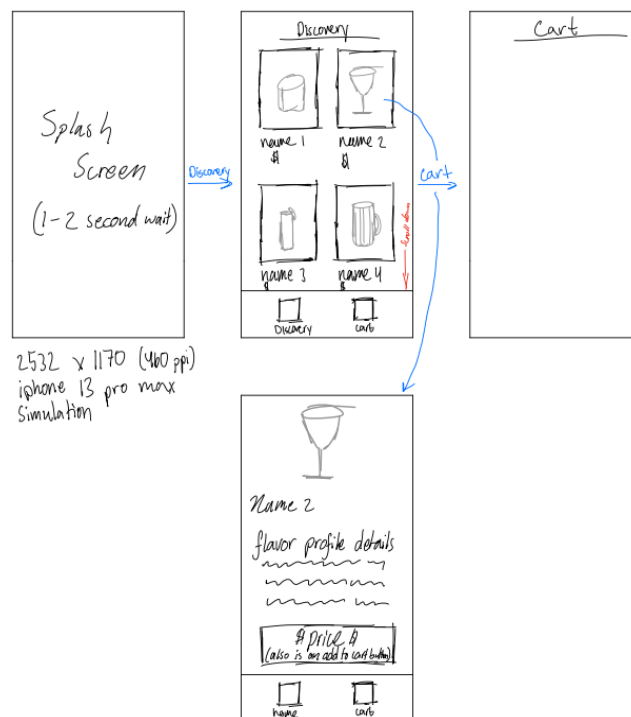 Splash
Screen
(1-2 second wait)
2532 x 1170 (460 ppi)
iphone 13 pro max
simulation
Discovery
Discovery
name 1
$
name 2
$
name 3
$
name 4
scroll down
Discovery
cart
cart
Cart
Name 2
flavor profile details
$ price $
(also is an add to cart button)
home
cart